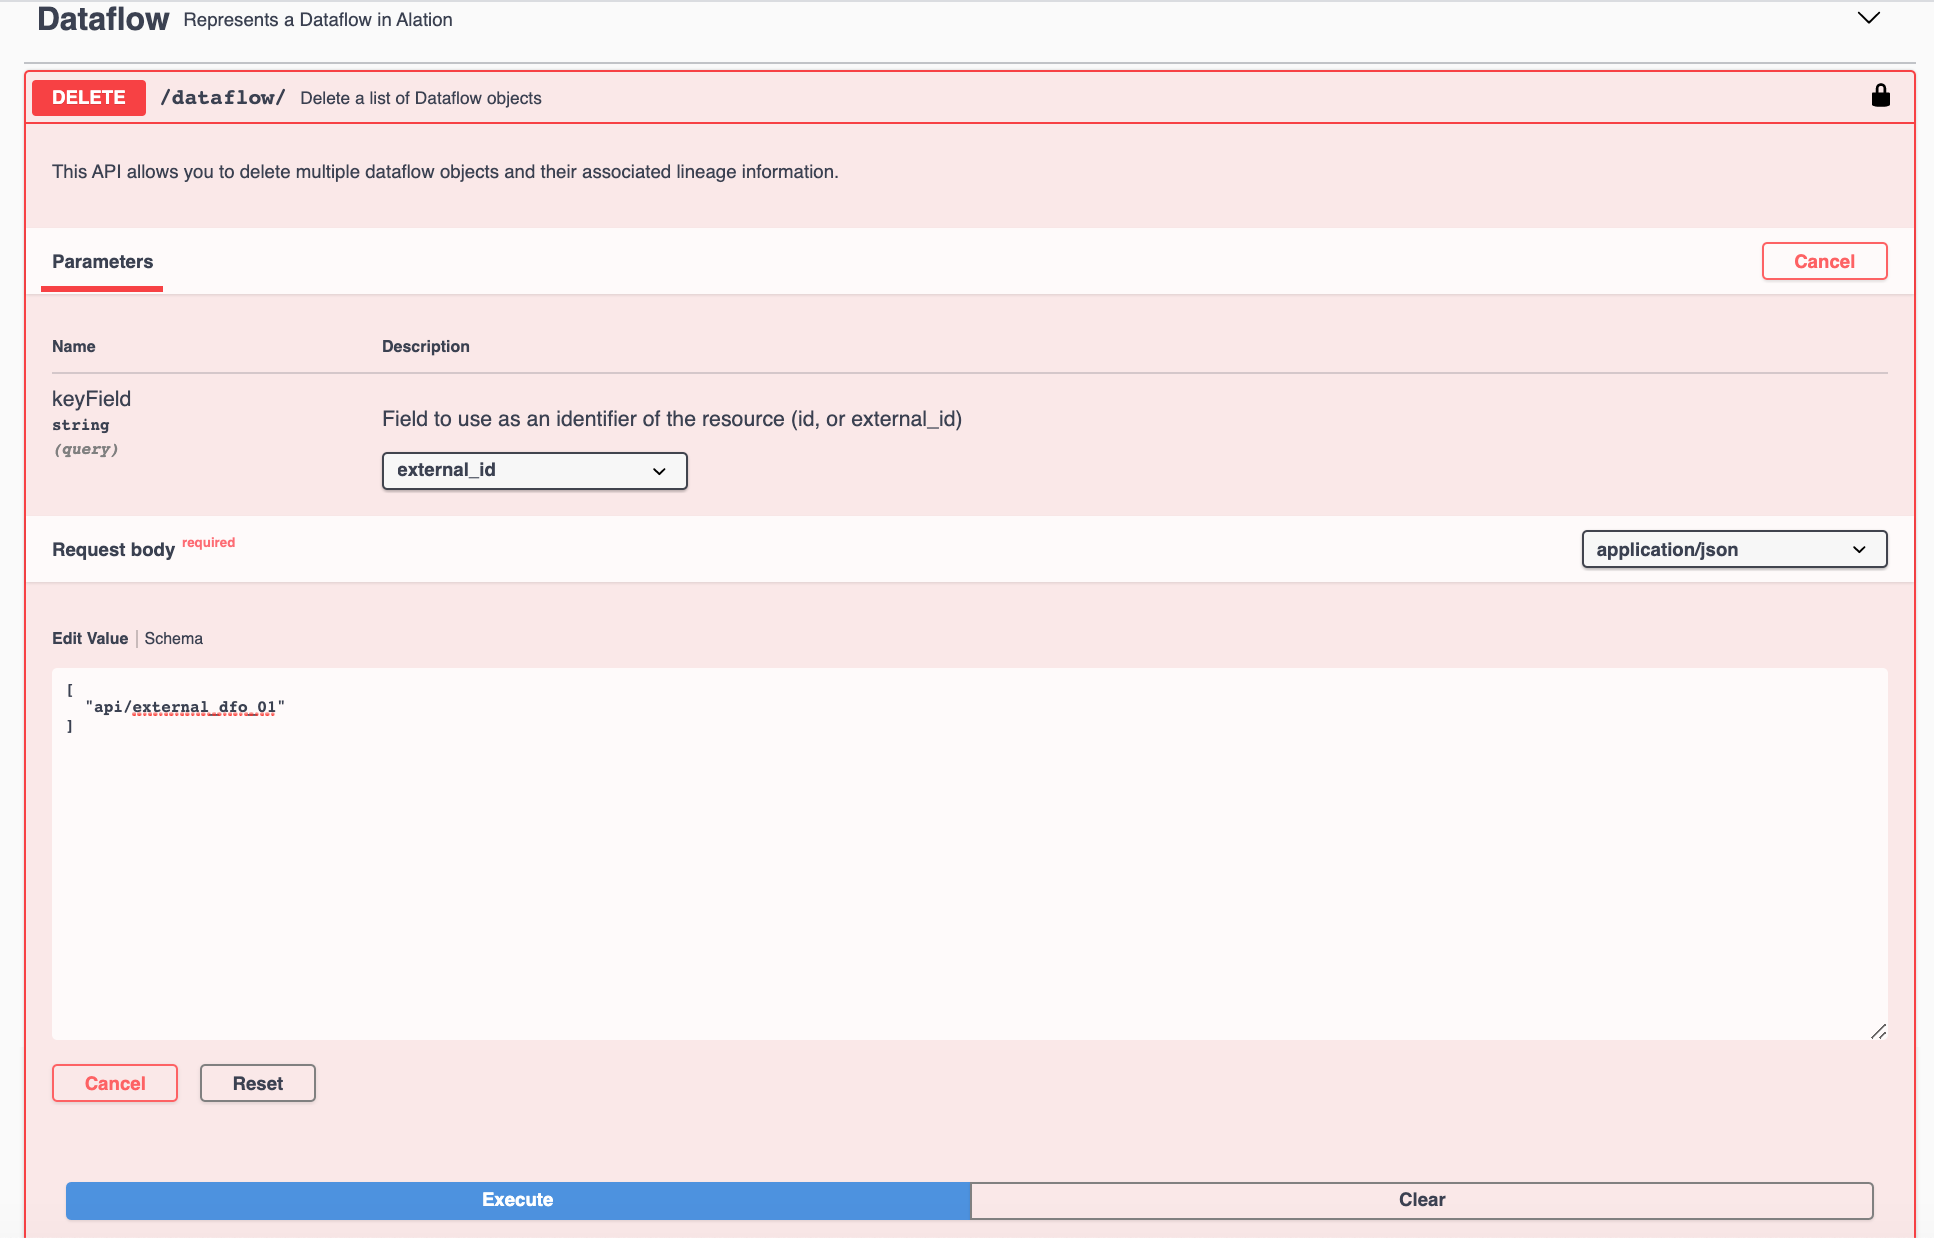 Dataflow Represents a Dataflow in Alation
DELETE /dataflow/ Delete a list of Dataflow objects
This API allows you to delete multiple dataflow objects and their associated lineage information.
Parameters Cancel
Name Description
keyField
string
(query)
Field to use as an identifier of the resource (id, or external_id)
external_id
Request body required application/json
Edit Value | Schema
[
  "api/external_dfo_01"
]
Cancel Reset
Execute Clear